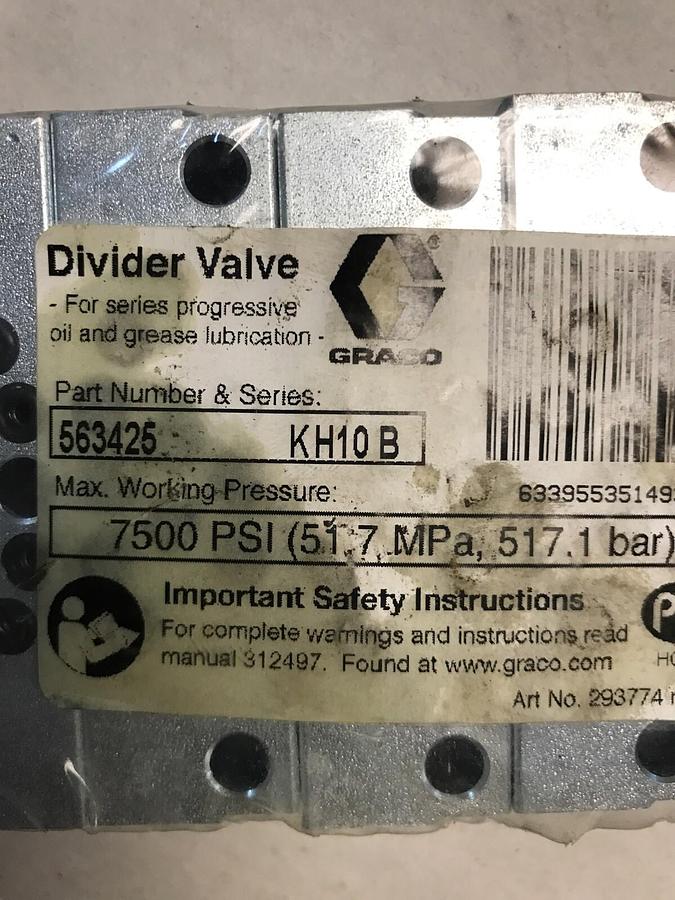 Divider Valve
- For series progressive
oil and grease lubrication -
®
GRACO
Part Number & Series:
563425 KH10 B
Max. Working Pressure:
63395535149
7500 PSI (51.7 MPa, 517.1 bar)
Important Safety Instructions
For complete warnings and instructions read
manual 312497. Found at www.graco.com
Art No. 293774